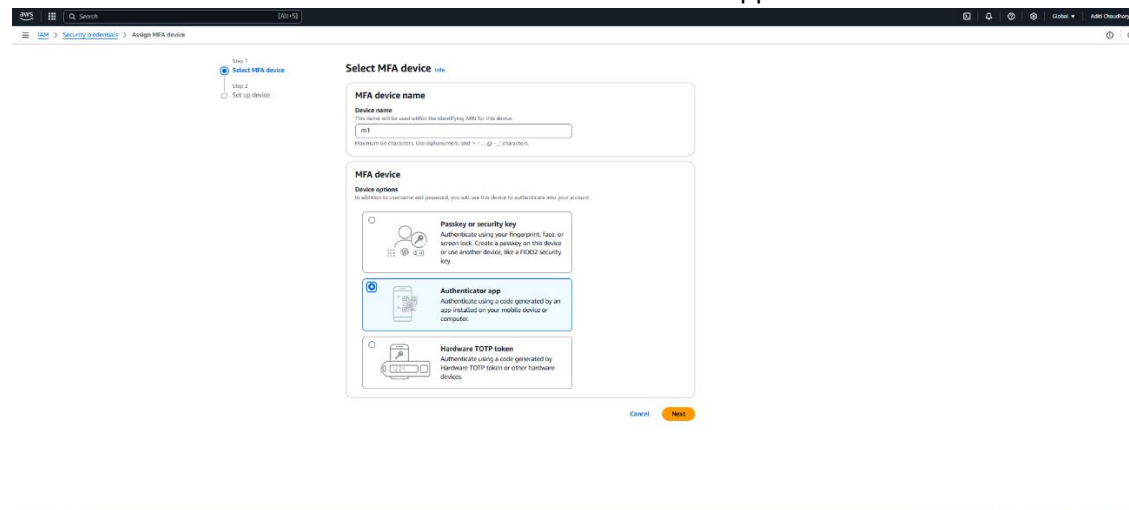 aws
Search
[Alt+S]
Global
Aditi Choudhary
IAM > Security credentials > Assign MFA device
Step 1
Select MFA device
Step 2
Set up device
Select MFA device Info
MFA device name
Device name
This name will be used within the identifying ARN for this device.
m1
Maximum 64 characters. Use alphanumeric and characters.
MFA device
Device options
In addition to username and password, you will use this device to authenticate into your account.
Passkey or security key
Authenticate using your fingerprint, face, or
screen lock. Create a passkey on this device
or use another device, like a FIDO2 security
key.
Authenticator app
Authenticate using a code generated by an
app installed on your mobile device or
computer.
Hardware TOTP token
Authenticate using a code generated by
Hardware TOTP token or other hardware
devices.
Cancel Next